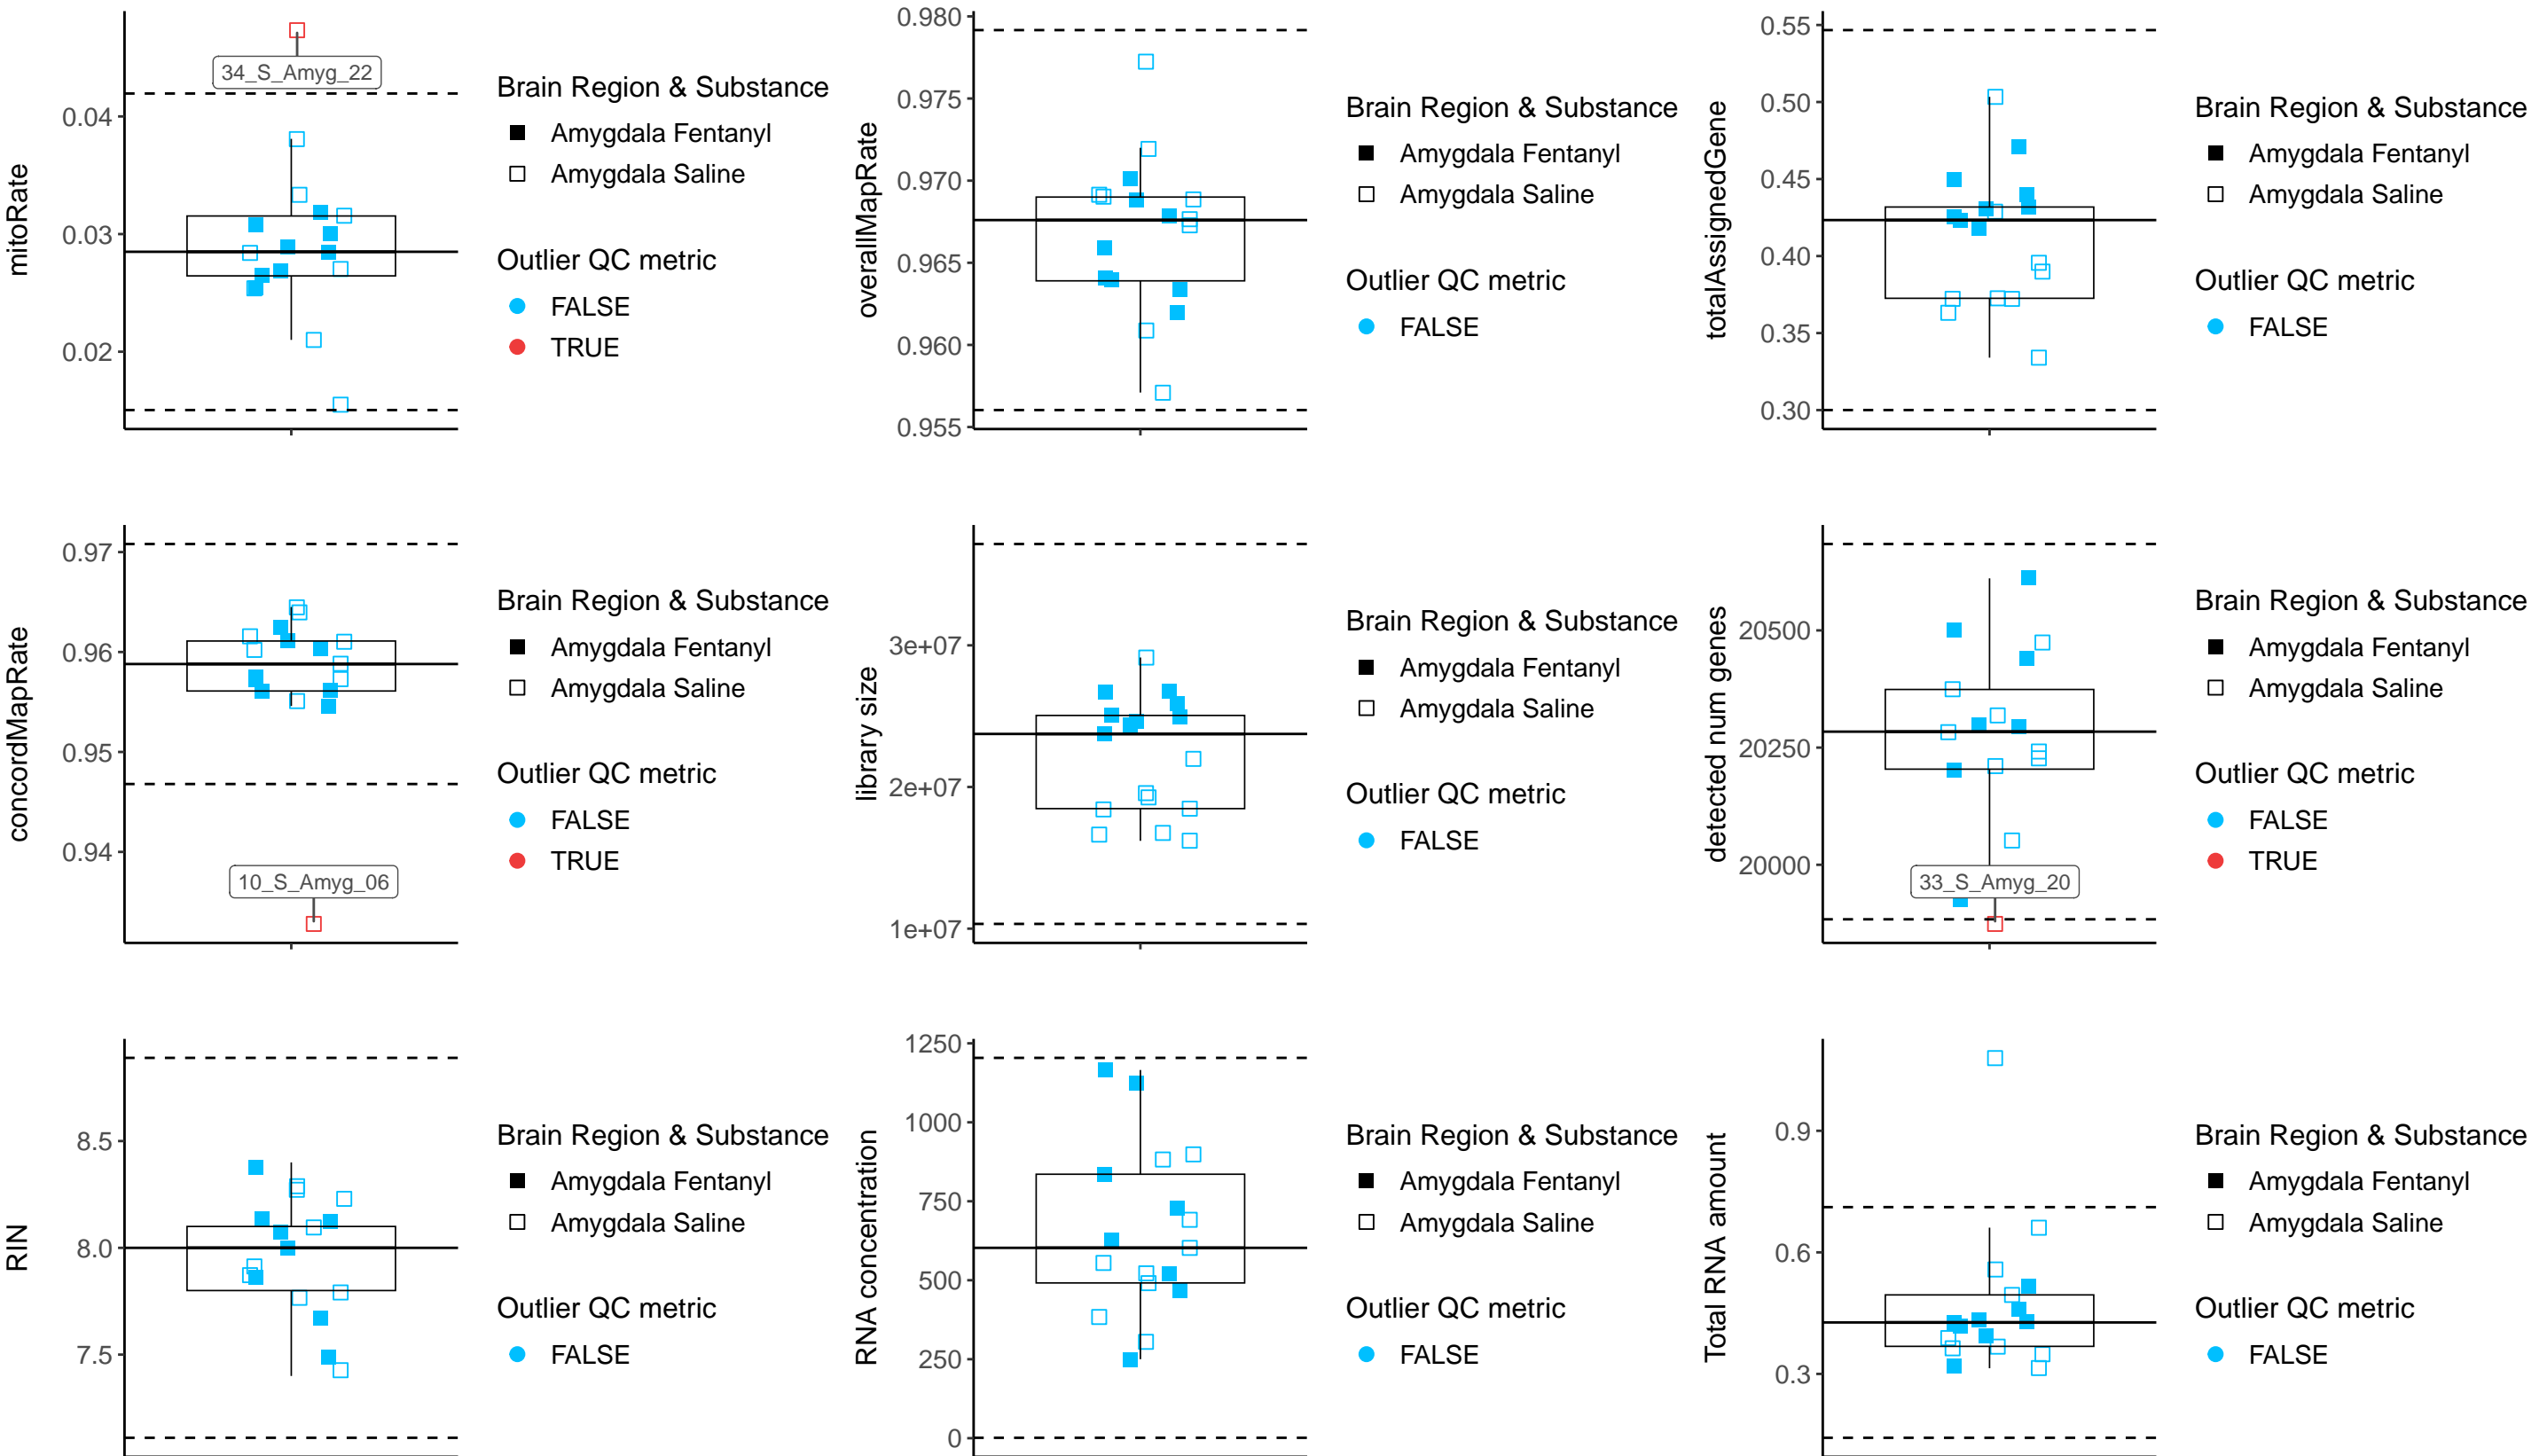 mitoRate
0.04
0.03
0.02
34_S_Amyg_22
Brain Region & Substance
Amygdala Fentanyl
Amygdala Saline
Outlier QC metric
FALSE
TRUE
overallMapRate
0.980
0.975
0.970
0.965
0.960
0.955
Brain Region & Substance
Amygdala Fentanyl
Amygdala Saline
Outlier QC metric
FALSE
totalAssignedGene
0.55
0.50
0.45
0.40
0.35
0.30
Brain Region & Substance
Amygdala Fentanyl
Amygdala Saline
Outlier QC metric
FALSE
concordMapRate
0.97
0.96
0.95
0.94
10_S_Amyg_06
Brain Region & Substance
Amygdala Fentanyl
Amygdala Saline
Outlier QC metric
FALSE
TRUE
library size
3e+07
2e+07
1e+07
Brain Region & Substance
Amygdala Fentanyl
Amygdala Saline
Outlier QC metric
FALSE
detected num genes
20500
20250
20000
33_S_Amyg_20
Brain Region & Substance
Amygdala Fentanyl
Amygdala Saline
Outlier QC metric
FALSE
TRUE
RIN
8.5
8.0
7.5
Brain Region & Substance
Amygdala Fentanyl
Amygdala Saline
Outlier QC metric
FALSE
RNA concentration
1250
1000
750
500
250
0
Brain Region & Substance
Amygdala Fentanyl
Amygdala Saline
Outlier QC metric
FALSE
Total RNA amount
0.9
0.6
0.3
Brain Region & Substance
Amygdala Fentanyl
Amygdala Saline
Outlier QC metric
FALSE